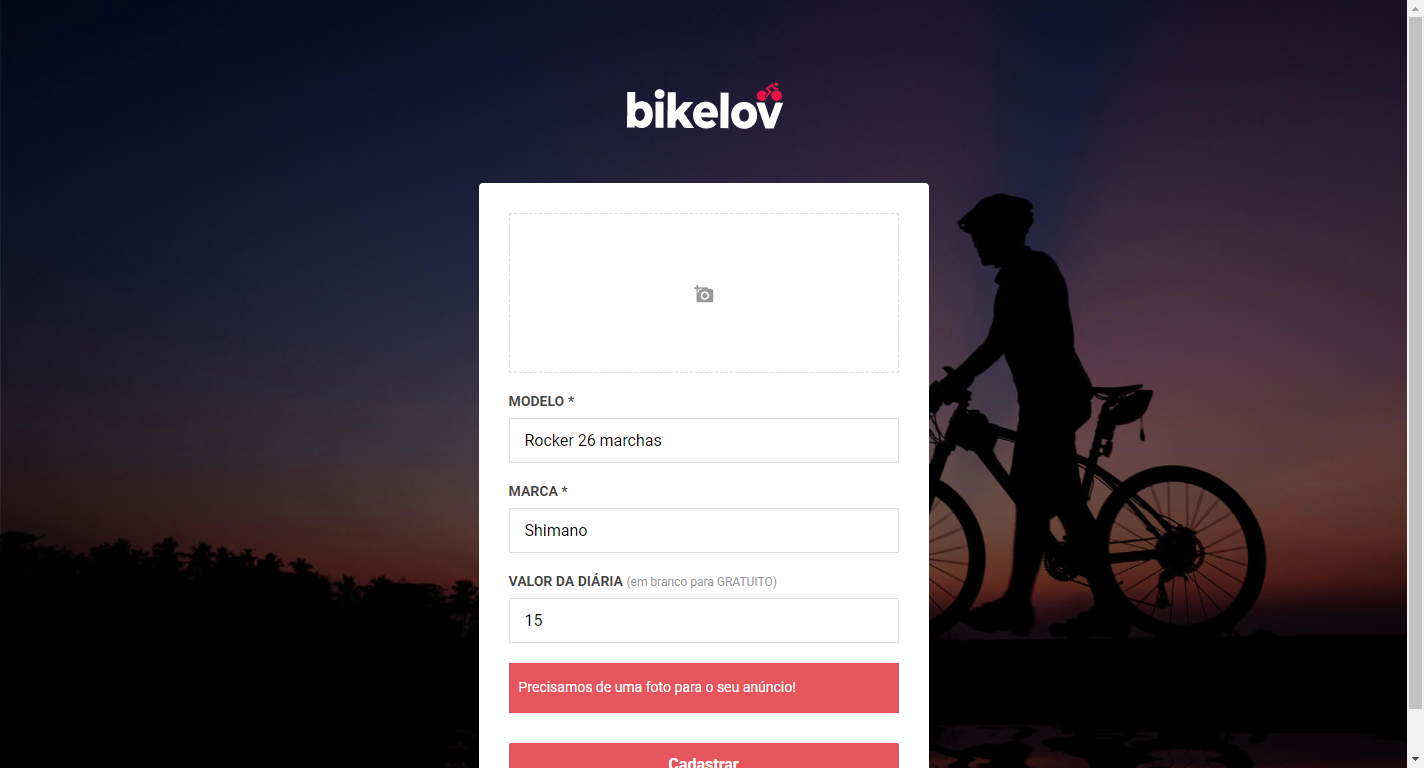 bikelov
MODELO *
Rocker 26 marchas
MARCA *
Shimano
VALOR DA DIÁRIA (em branco para GRATUITO)
15
Precisamos de uma foto para o seu anúncio!
Cadastrar